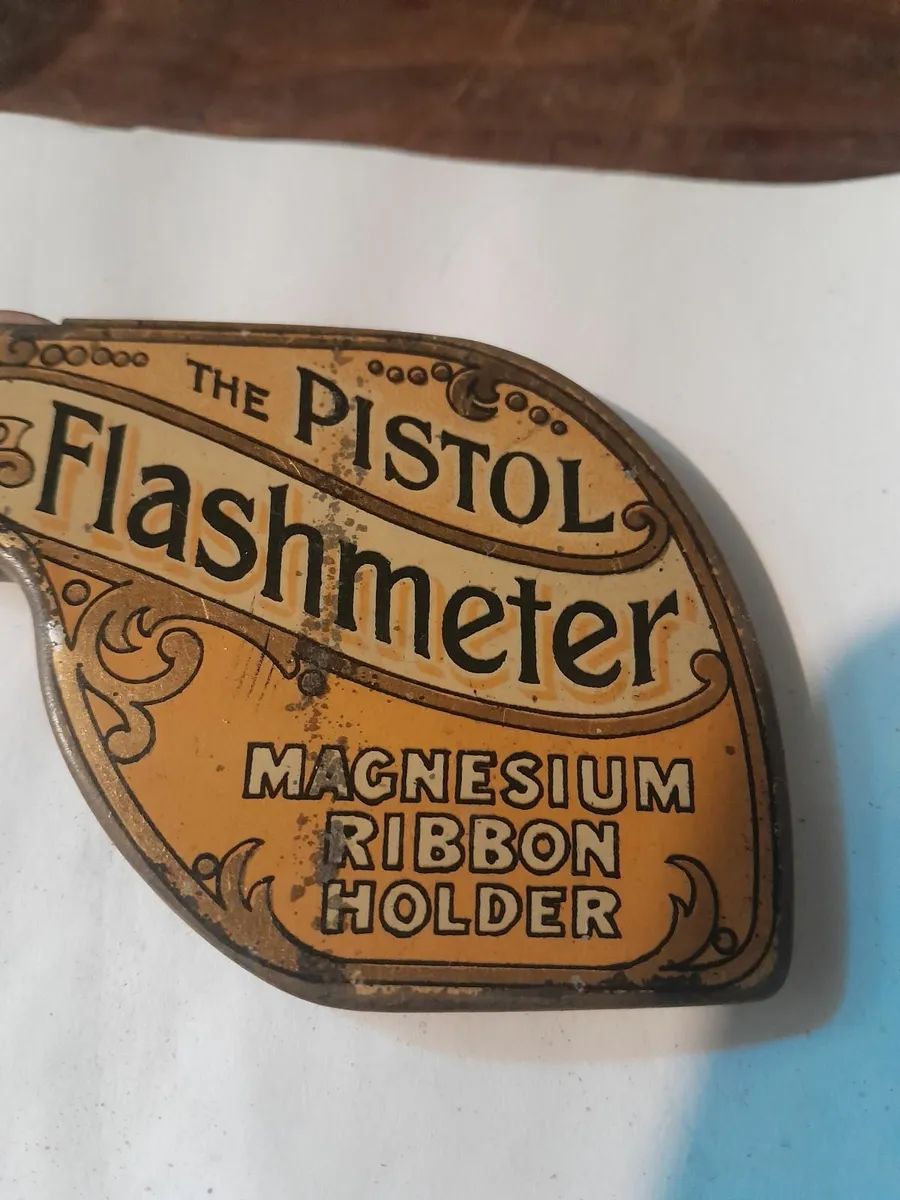 THE PISTOL
Flashmeter
MAGNESIUM
RIBBON
HOLDER